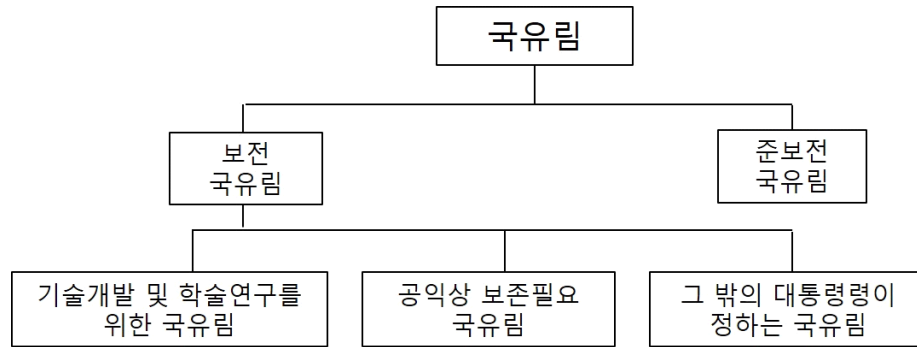 국유림
보전
국유림
준보전
국유림
기술개발 및 학술연구를
위한 국유림
공익상 보존필요
국유림
그 밖의 대통령령이
정하는 국유림